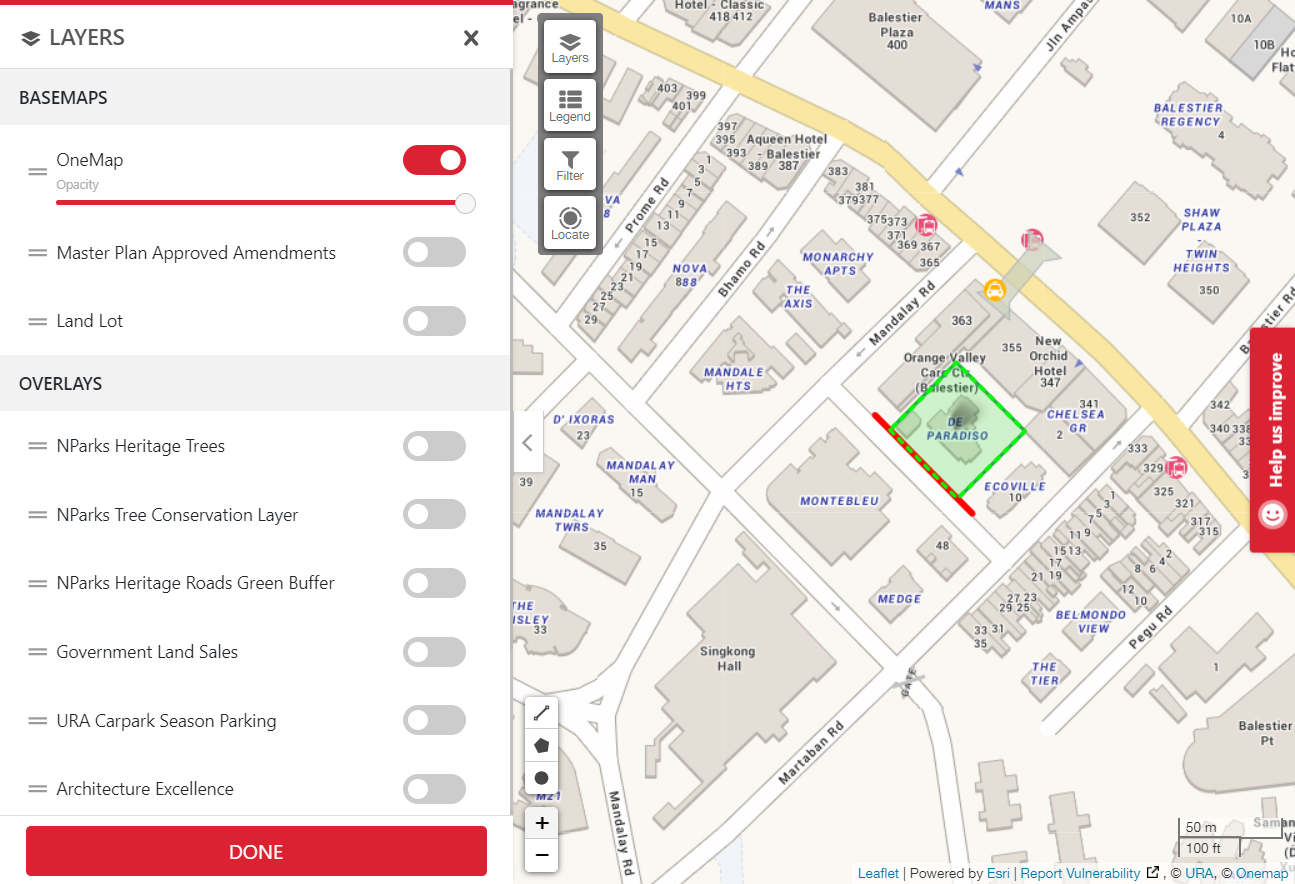 LAYERS
BASEMAPS
OneMap
Opacity
Master Plan Approved Amendments
Land Lot
OVERLAYS
NParks Heritage Trees
NParks Tree Conservation Layer
NParks Heritage Roads Green Buffer
Government Land Sales
URA Carpark Season Parking
Architecture Excellence
DONE
Layers
Legend
Filter
Locate
Hotel - Classic
418 412
MANS
Balestier
Plaza
400
Jln Ampas
10A
10B
403
399
401
397
395
393
Aqueen Hotel
- Balestier
389 387
BALESTIER
REGENCY
4
383
381
379377
375373
371
369 367
365
352
SHAW
PLAZA
-
TWIN
HEIGHTS
350
Prome Rd
3
1
5
7
9
11
13
15
17
19
21
23
25
27
29
NOVA
888
Bhamo Rd
MONARCHY
APTS
THE
AXIS
Mandalay Rd
363
355
New
Orchid
Hotel
347
Orange Valley
Care Ctr
(Balestier)
MANDALE
HTS
DE
PARADISO
341
CHELSEA
GR
2
342
340 338
D' IXORAS
23
MANDALAY
MAN
15
39
MANDALAY
TWRS
35
MONTEBLEU
ECOVILLE
10
333
329
325
321
317
315
1
3
5
7
9
11
15 13
17
21 19
27 23
29 25
33 31
35
2
4
6
8
12
10
48
MEDGE
BELMONDO
VIEW
Pegu Rd
THE
TIER
1
33
Singkong
Hall
GATE
Martaban Rd
Mandalay Rd
M21
Balestier
Pt
+
−
Help us improve
50 m
100 ft
Leaflet | Powered by Esri | Report Vulnerability , © URA, © Onemap